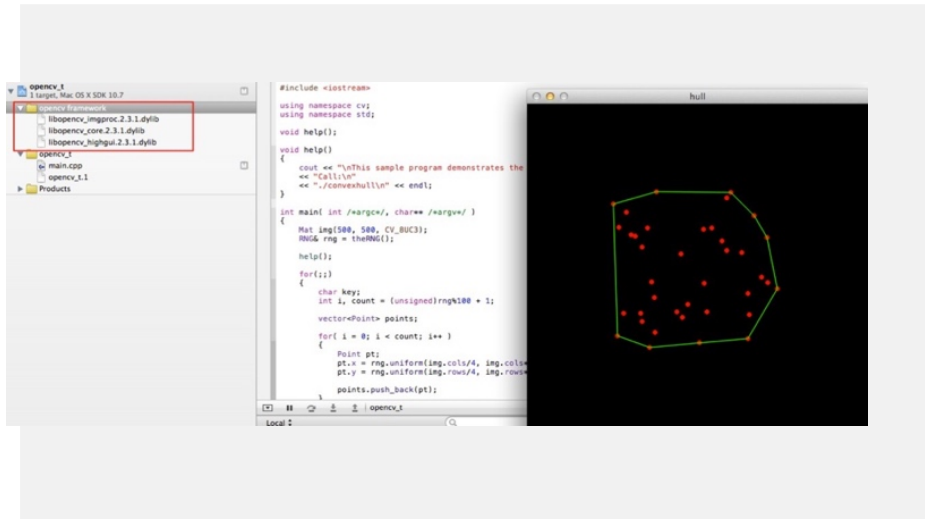 opencv_t
1 target, Mac OS X SDK 10.7
opencv framework
libopencv_imgproc.2.3.1.dylib
libopencv_core.2.3.1.dylib
libopencv_highgui.2.3.1.dylib
opencv_t
main.cpp
opencv_t.1
Products
#include <iostream>
using namespace cv;
using namespace std;
void help();
void help()
{
cout << "\nThis sample program demonstrates the
<< "Call:\n"
<< "./convexhull\n" << endl;
}
int main( int /*argc*/, char** /*argv*/ )
{
Mat img(500, 500, CV_8UC3);
RNG& rng = theRNG();
help();
for(;;)
{
char key;
int i, count = (unsigned)rng%100 + 1;
vector<Point> points;
for( i = 0; i < count; i++ )
{
Point pt;
pt.x = rng.uniform(img.cols/4, img.cols*
pt.y = rng.uniform(img.rows/4, img.rows*
points.push_back(pt);
}
opencv_t
Local
hull